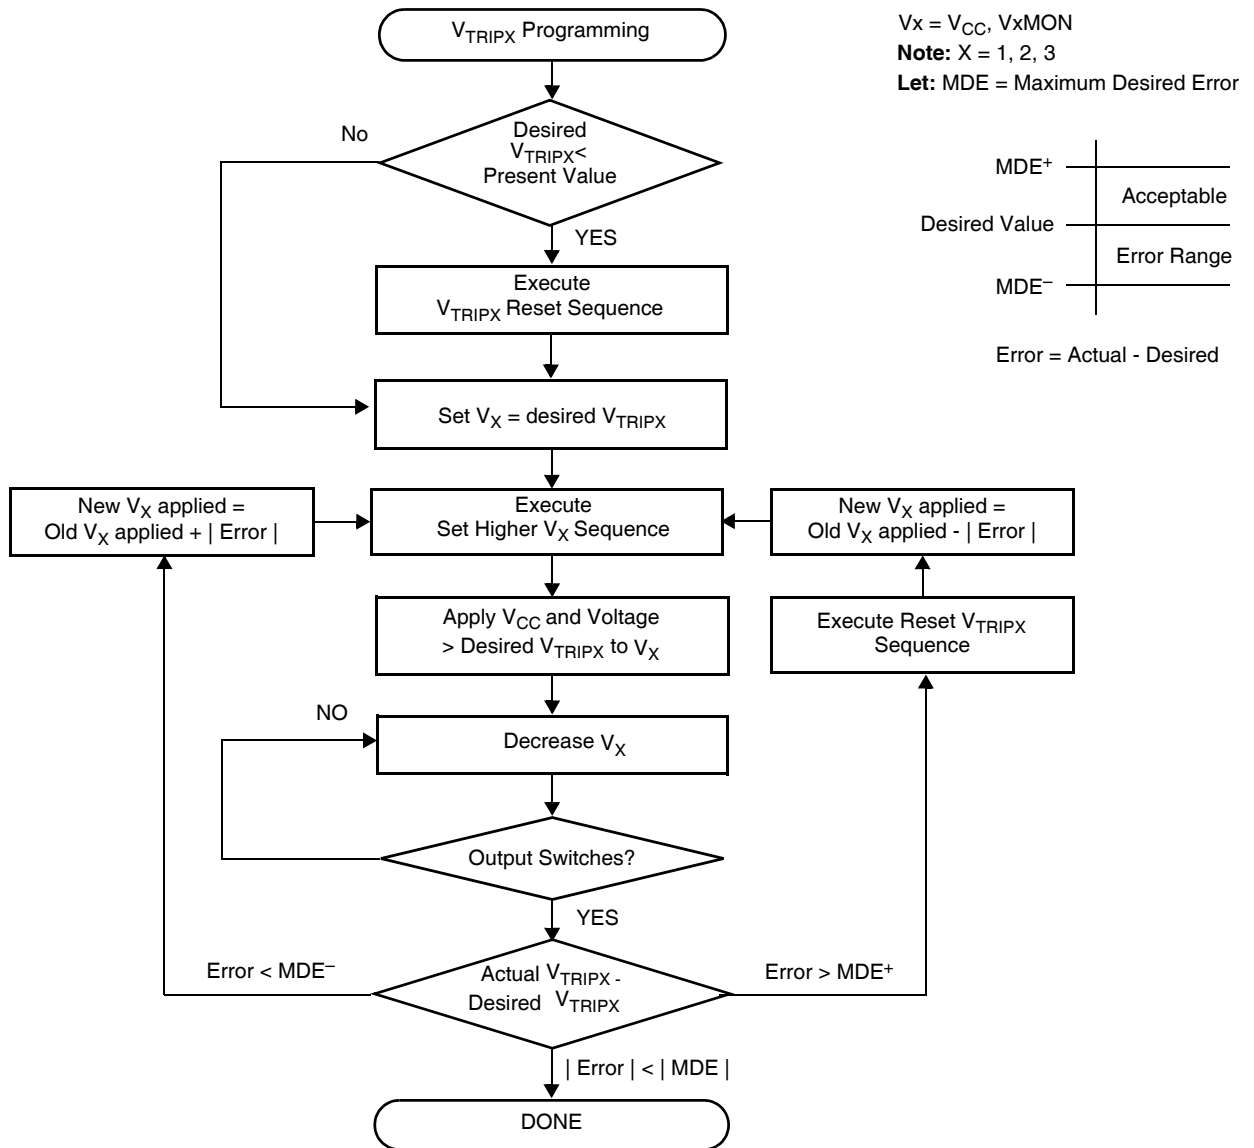 V_TRIPX Programming
Vx = V_CC, VxMON
Note: X = 1, 2, 3
Let: MDE = Maximum Desired Error
No
Desired
V_TRIPX<
Present Value
MDE⁺
Acceptable
Desired Value
Error Range
MDE⁻
Error = Actual - Desired
YES
Execute
V_TRIPX Reset Sequence
Set V_X = desired V_TRIPX
New V_X applied =
Old V_X applied + | Error |
Execute
Set Higher V_X Sequence
New V_X applied =
Old V_X applied - | Error |
Apply V_CC and Voltage
> Desired V_TRIPX to V_X
Execute Reset V_TRIPX
Sequence
NO
Decrease V_X
Output Switches?
YES
Error < MDE⁻
Actual V_TRIPX -
Desired V_TRIPX
Error > MDE⁺
| Error | < | MDE |
DONE